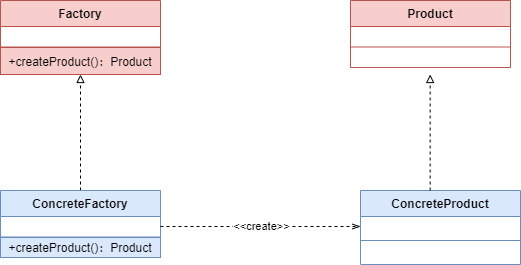 Factory
+createProduct(): Product
Product
ConcreteFactory
+createProduct(): Product
<<create>>
ConcreteProduct